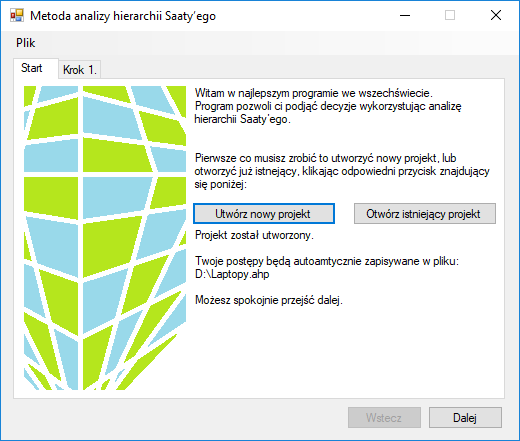 Metoda analizy hierarchii Saaty'ego
Plik
Start
Krok 1.
Witam w najlepszym programie we wszechświecie.
Program pozwoli ci podjąć decyzje wykorzystując analizę
hierarchii Saaty'ego.
Pierwsze co musisz zrobić to utworzyć nowy projekt, lub
otworzyć już istnejący, klikając odpowiedni przycisk znajdujący
się poniżej:
Utwórz nowy projekt
Otwórz istniejący projekt
Projekt został utworzony.
Twoje postępy będą autoamtycznie zapisywane w pliku:
D:\Laptopy.ahp
Możesz spokojnie przejść dalej.
Wstecz
Dalej